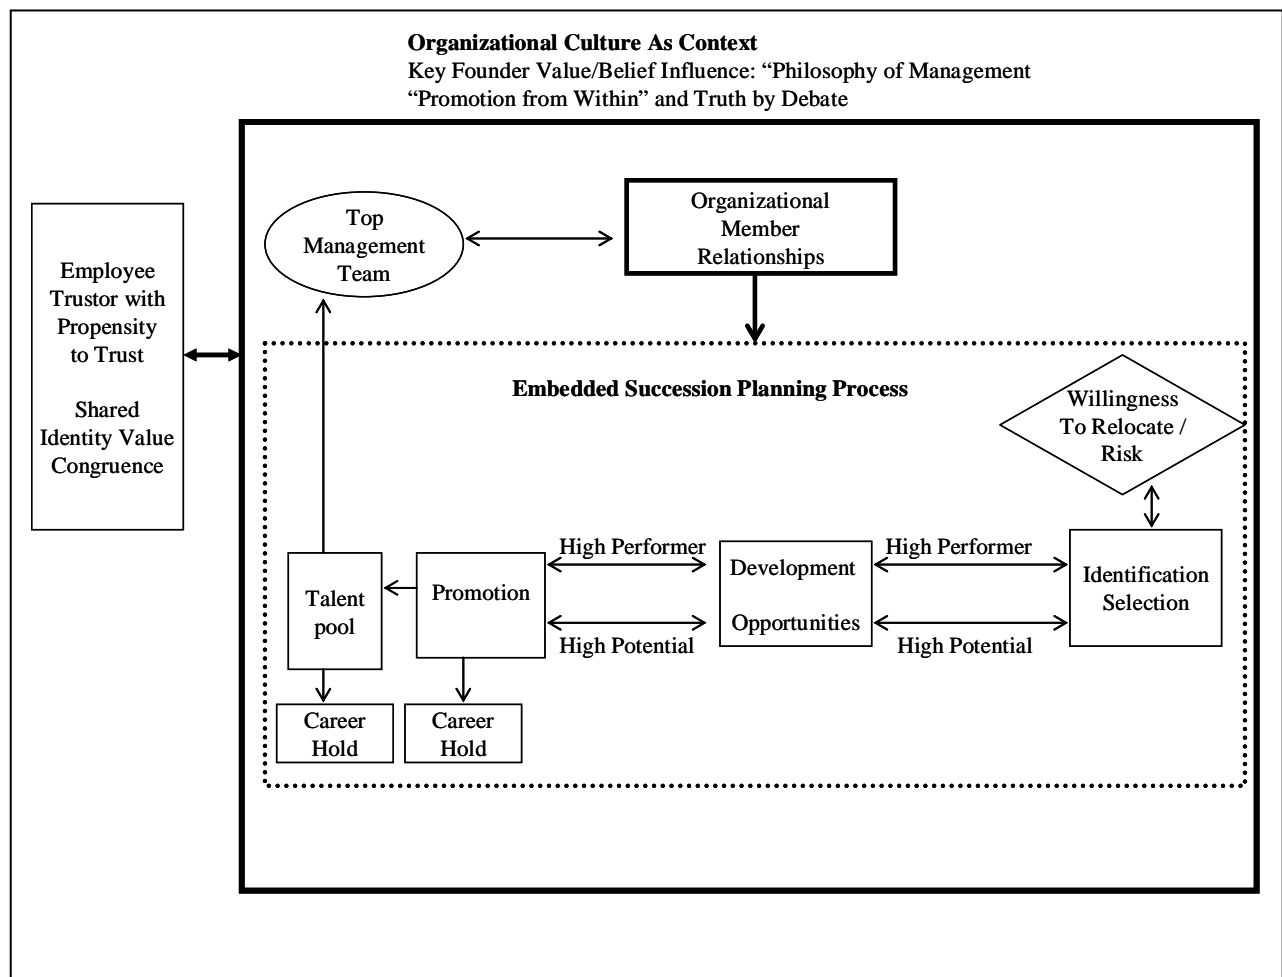 Organizational Culture As Context
Key Founder Value/Belief Influence: “Philosophy of Management
“Promotion from Within” and Truth by Debate
Top
Management
Team
Organizational
Member
Relationships
Employee
Trustor with
Propensity
to Trust
Shared
Identity Value
Congruence
Embedded Succession Planning Process
Willingness
To Relocate /
Risk
Talent
pool
Promotion
High Performer
High Potential
Development
Opportunities
High Performer
High Potential
Identification
Selection
Career
Hold
Career
Hold